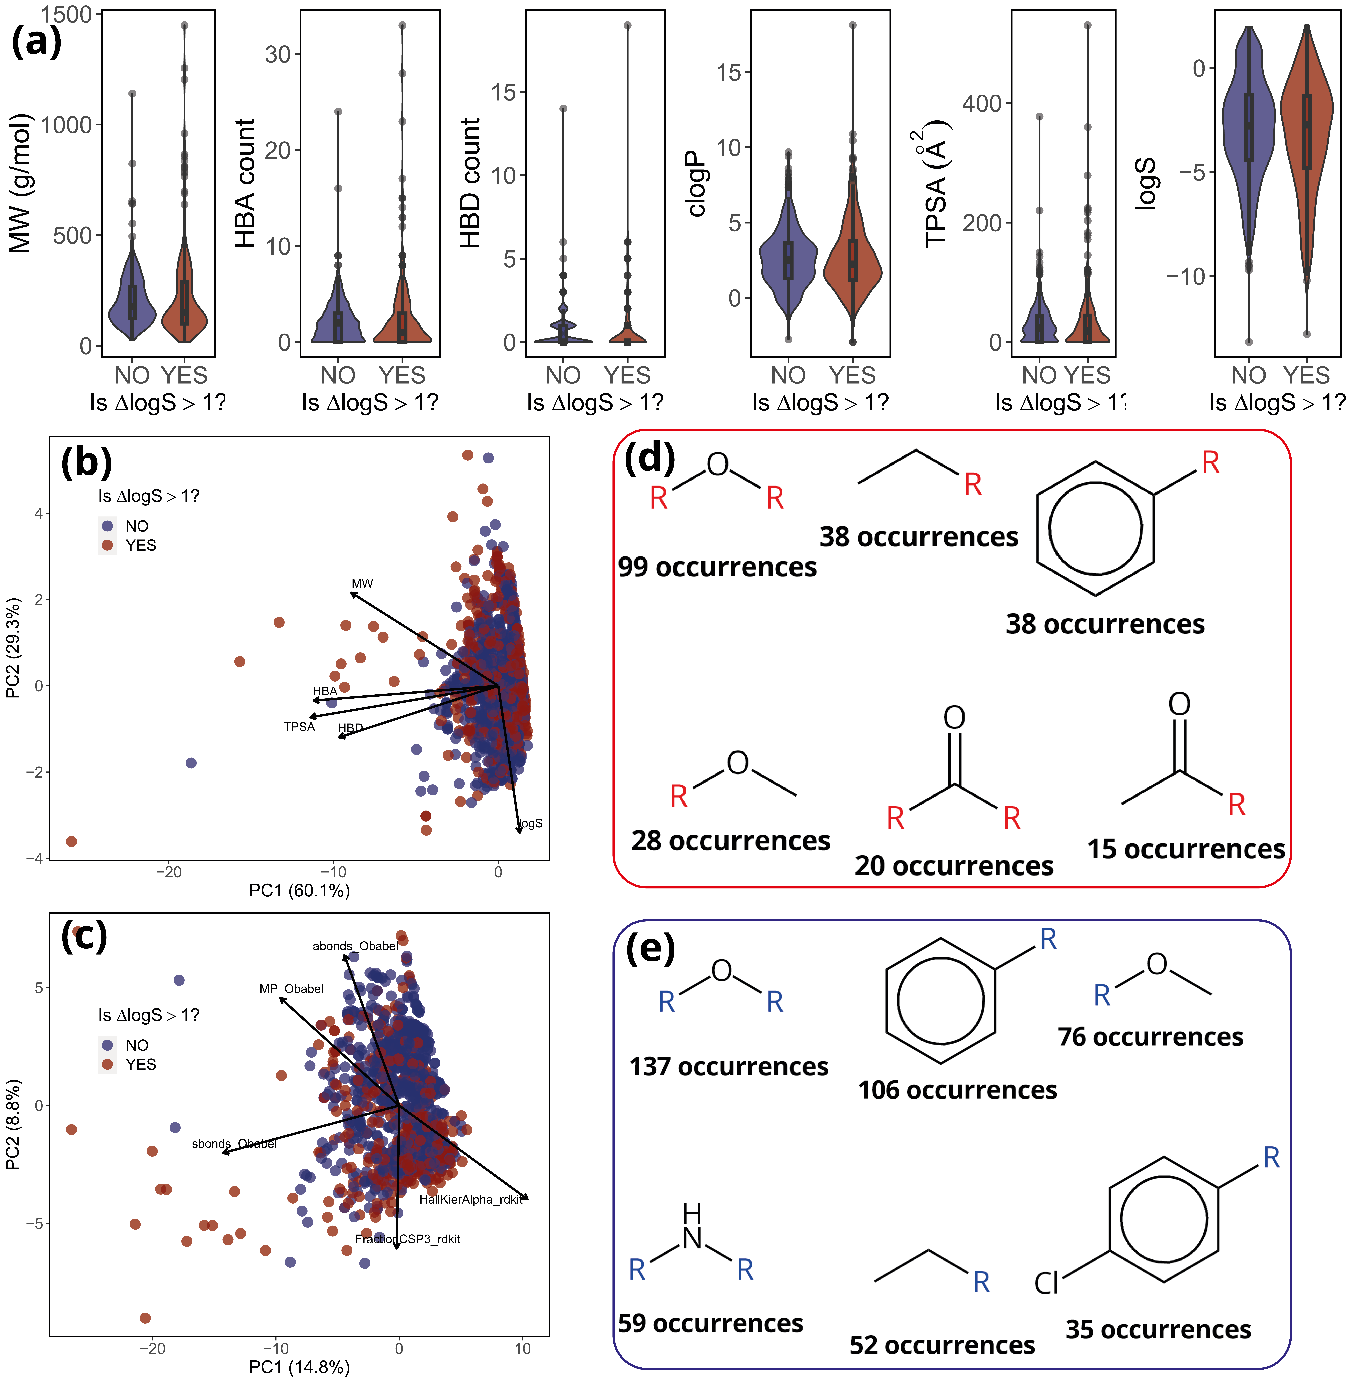 (a)
MW (g/mol)
1500
1000
500
0
NO YES
Is ΔlogS > 1?
HBA count
30
20
10
0
NO YES
Is ΔlogS > 1?
HBD count
15
10
5
0
NO YES
Is ΔlogS > 1?
clogP
15
10
5
0
NO YES
Is ΔlogS > 1?
TPSA (Å²)
400
200
0
NO YES
Is ΔlogS > 1?
logS
0
−5
−10
NO YES
Is ΔlogS > 1?
(b)
Is ΔlogS > 1?
NO
YES
MW
HBA
TPSA
HBD
logS
PC2 (29.3%)
4
2
0
−2
−4
−20 −10 0
PC1 (60.1%)
(c)
Is ΔlogS > 1?
NO
YES
abonds_Obabel
MP_Obabel
sbonds_Obabel
HallKierAlpha_rdkit
FractionCSP3_rdkit
PC2 (8.8%)
5
0
−5
−20 −10 0 10
PC1 (14.8%)
(d)
R O R
99 occurrences
R
38 occurrences
R
38 occurrences
R O
28 occurrences
O
R R
20 occurrences
O
R
15 occurrences
(e)
R O R
137 occurrences
R
106 occurrences
R O
76 occurrences
H
N
R R
59 occurrences
R
52 occurrences
R
Cl
35 occurrences